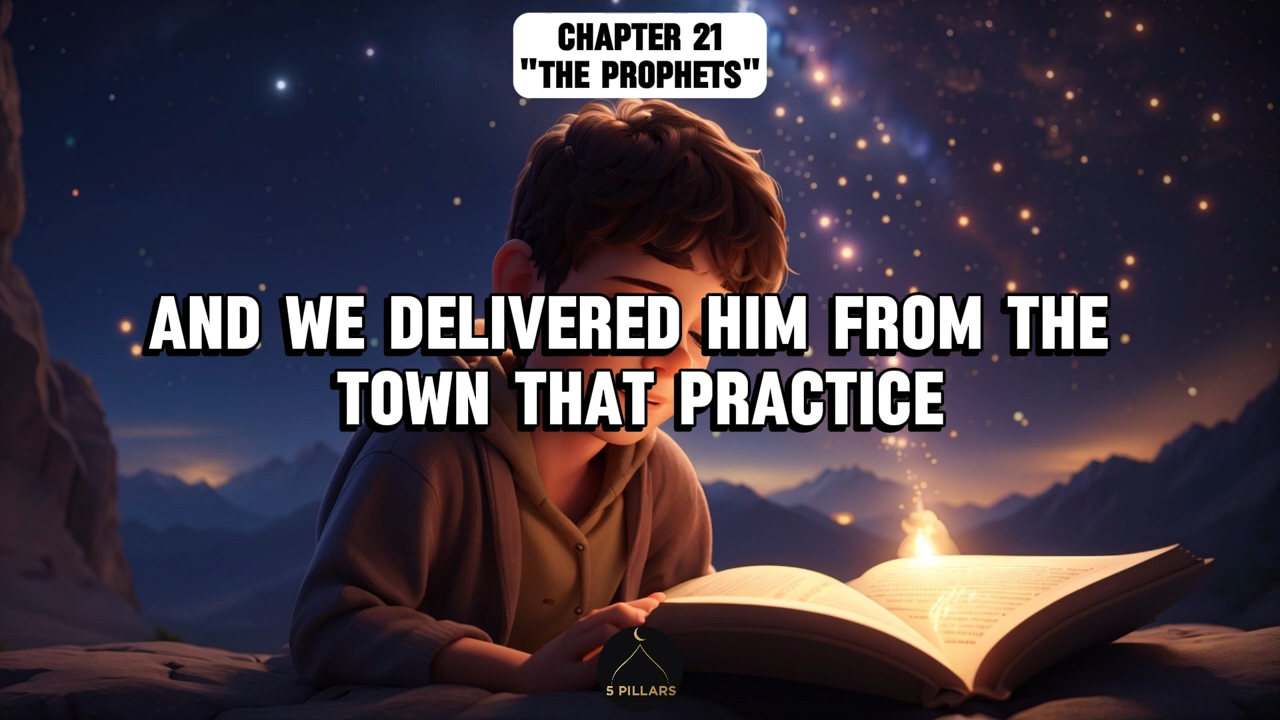 CHAPTER 21
"THE PROPHETS"
AND WE DELIVERED HIM FROM THE
TOWN THAT PRACTICE
5 PILLARS